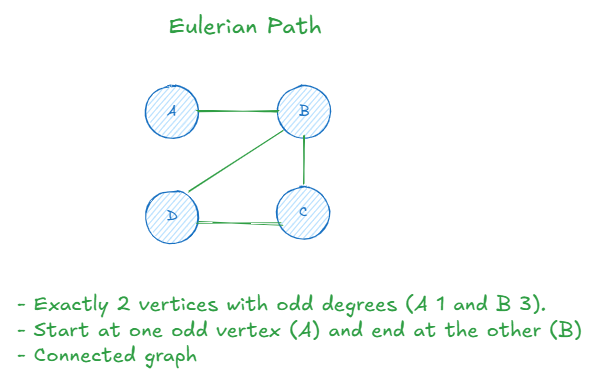 Eulerian Path
A
B
D
C
- Exactly 2 vertices with odd degrees (A 1 and B 3).
- Start at one odd vertex (A) and end at the other (B)
- Connected graph